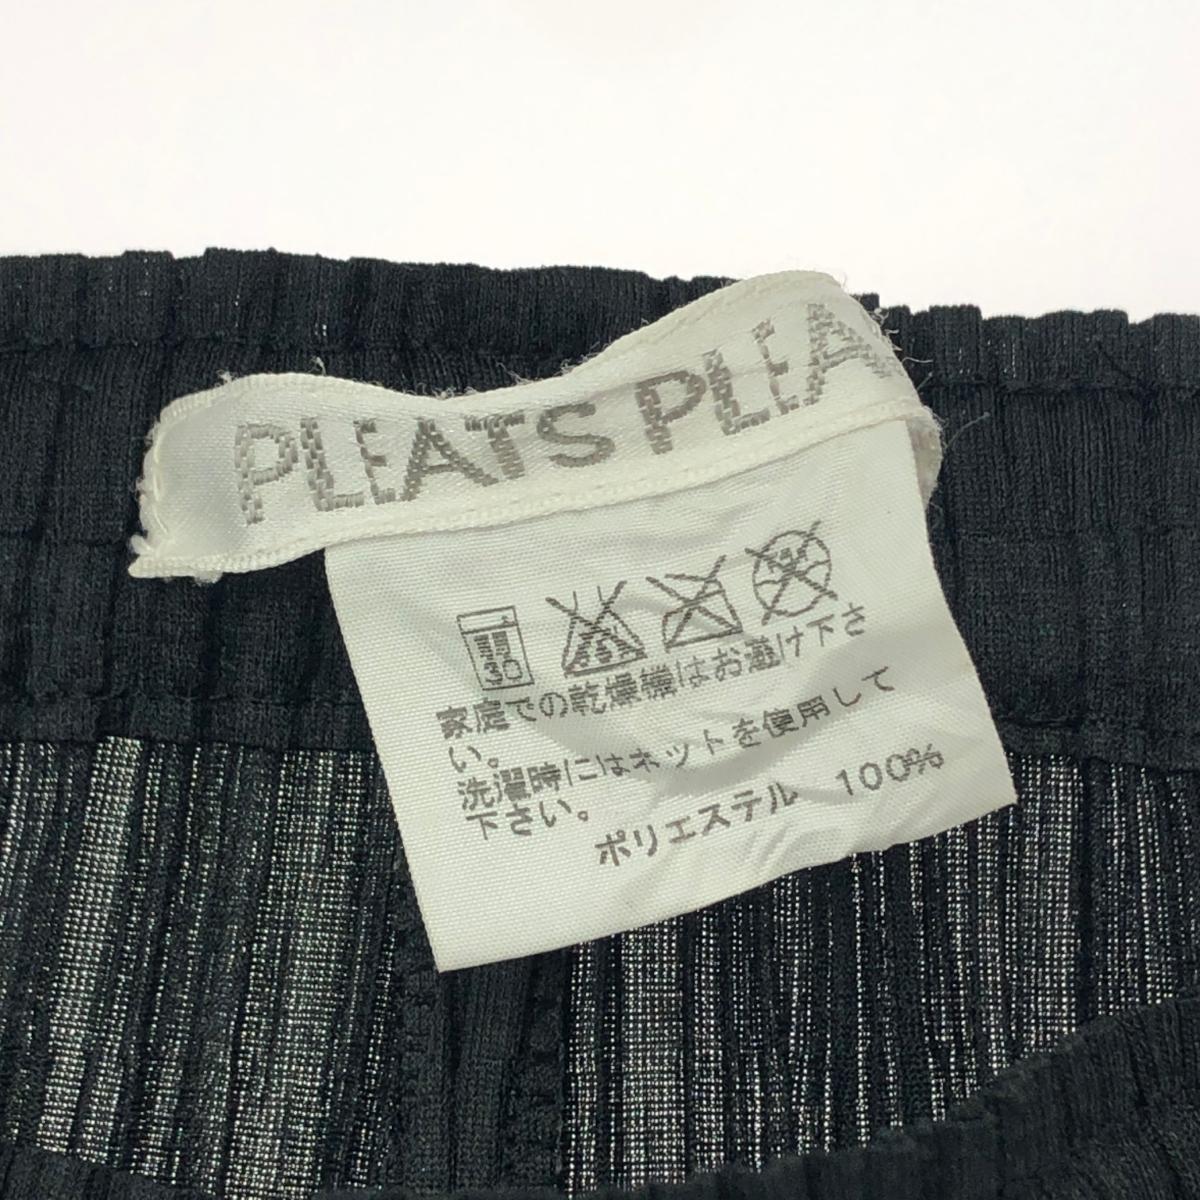 PLEATS PLEA
弱
30
家庭での乾燥機はお避け下さ
い。
洗濯時にはネットを使用して
下さい。
ポリエステル 100%